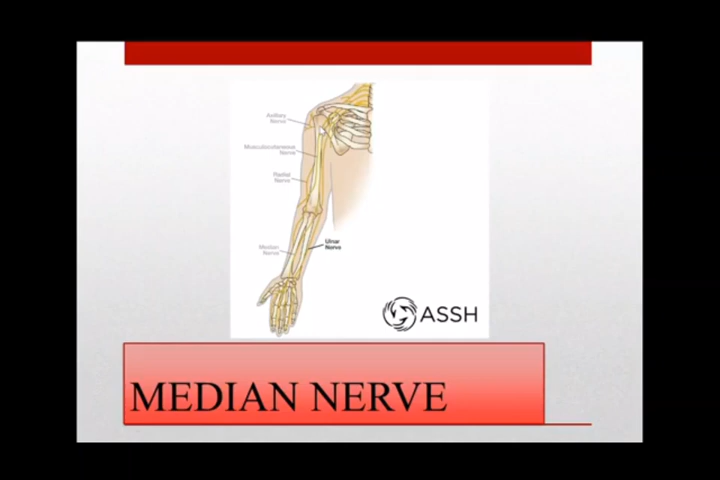 Axillary
Nerve
Musculocutaneous
Nerve
Radial
Nerve
Median
Nerve
Ulnar
Nerve
ASSH
MEDIAN NERVE